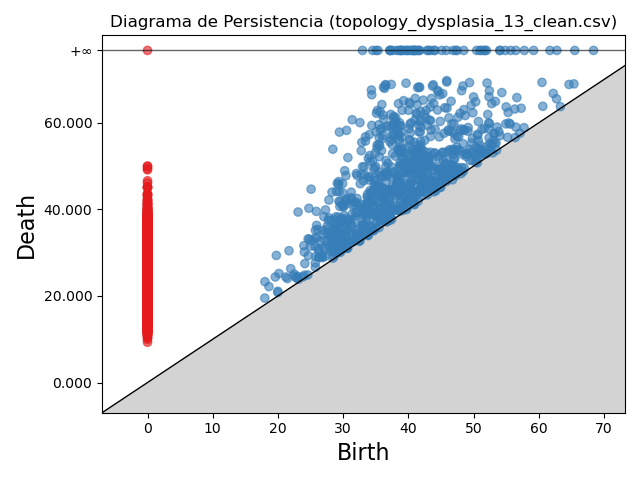 Diagrama de Persistencia (topology_dysplasia_13_clean.csv)
+∞
60.000
40.000
20.000
0.000
Death
0 10 20 30 40 50 60 70
Birth